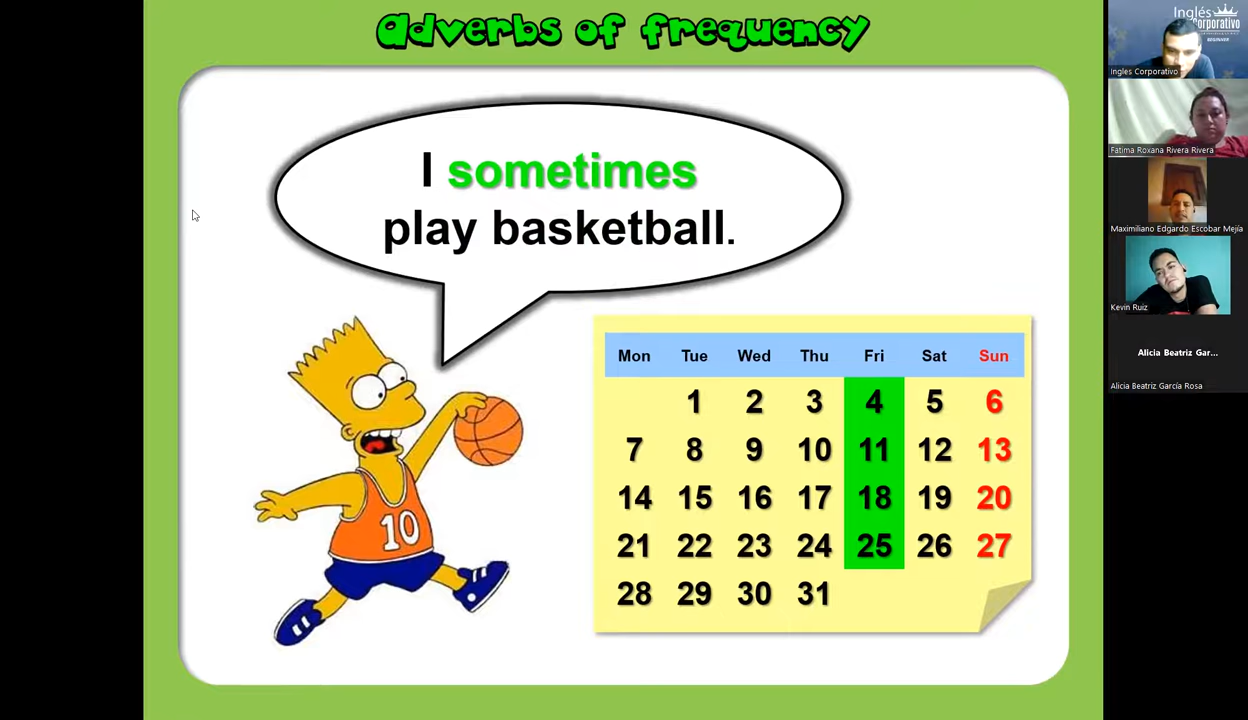 Adverbs of frequency
I sometimes
play basketball.
Mon Tue Wed Thu Fri Sat Sun
1 2 3 4 5 6
7 8 9 10 11 12 13
14 15 16 17 18 19 20
21 22 23 24 25 26 27
28 29 30 31
10
Inglés
Corporativo
BEGINNER
Ingles Corporativo
Fátima Roxana Rivera Rivera
Maximiliano Edgardo Escobar Mejía
Kevin Ruiz
Alicia Beatriz Gar...
Alicia Beatriz García Rosa